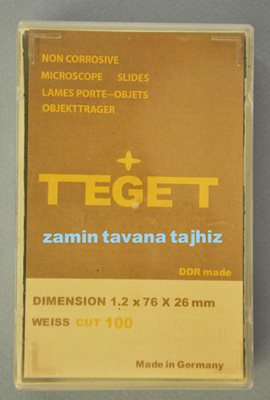 NON CORROSIVE
MICROSCOPE SLIDES
LAMES PORTE-OBJETS
OBJEKTTRAGER
TEGET
zamin tavana tajhiz
DDR made
DIMENSION 1.2 x 76 X 26 mm
WEISS CUT 100
Made in Germany